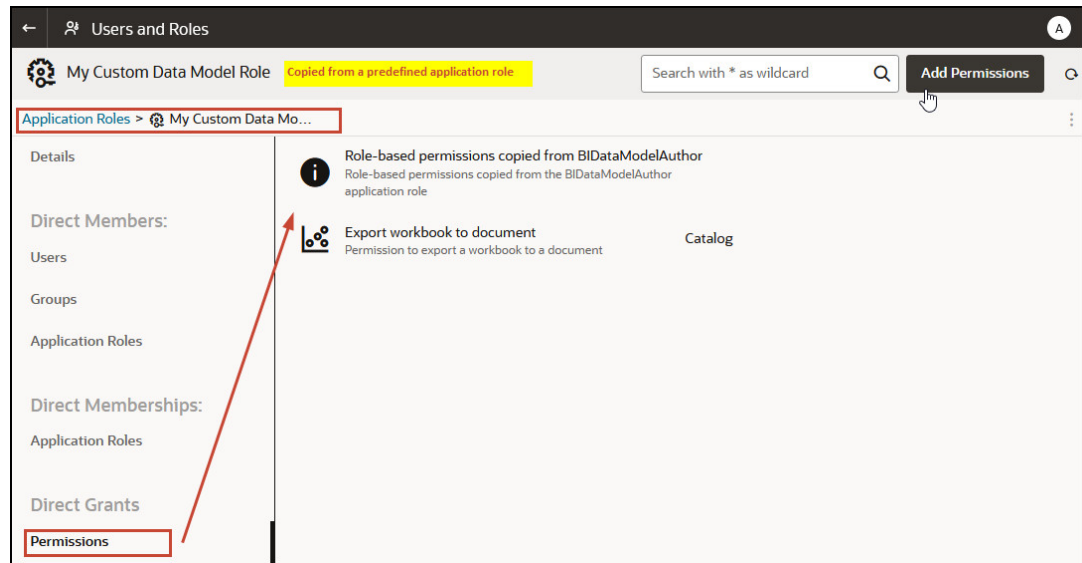 Users and Roles
A
My Custom Data Model Role
Copied from a predefined application role
Search with * as wildcard
Add Permissions
Application Roles > My Custom Data Mo...
Details
Direct Members:
Users
Groups
Application Roles
Direct Memberships:
Application Roles
Direct Grants
Permissions
Role-based permissions copied from BIDataModelAuthor
Role-based permissions copied from the BIDataModelAuthor
application role
Export workbook to document
Permission to export a workbook to a document
Catalog